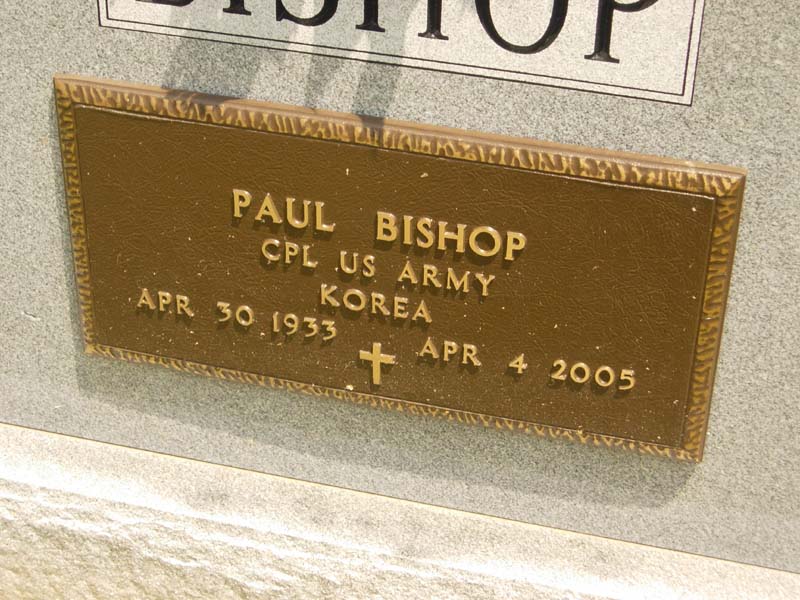 BISHOP
PAUL BISHOP
CPL US ARMY
KOREA
APR 30 1933 APR 4 2005